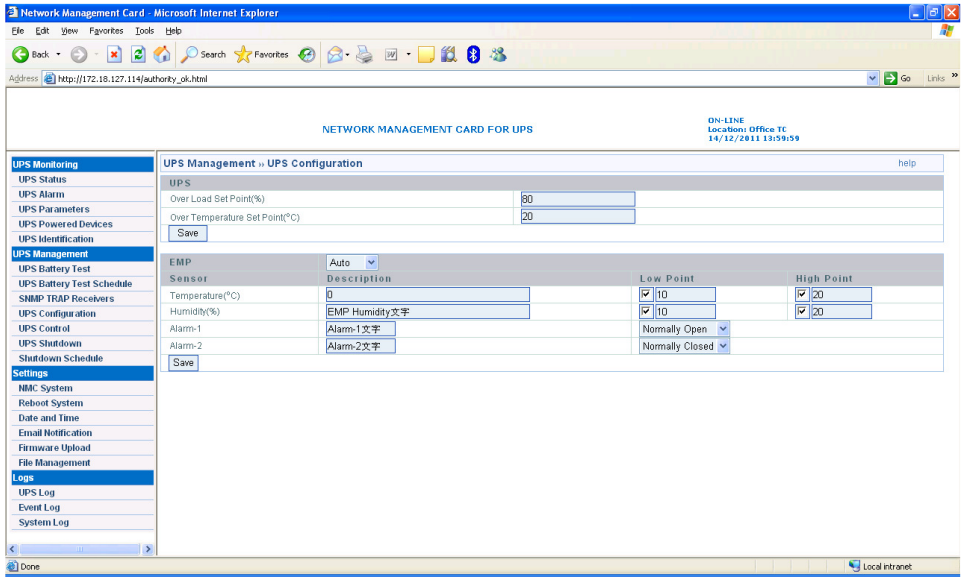 Network Management Card - Microsoft Internet Explorer
File Edit View Favorites Tools Help
Back Search Favorites
Address http://172.18.127.114/authority_ok.html Go Links »
NETWORK MANAGEMENT CARD FOR UPS
ON-LINE
Location: Office TC
14/12/2011 13:59:59
UPS Monitoring
UPS Status
UPS Alarm
UPS Parameters
UPS Powered Devices
UPS Identification
UPS Management
UPS Battery Test
UPS Battery Test Schedule
SNMP TRAP Receivers
UPS Configuration
UPS Control
UPS Shutdown
Shutdown Schedule
Settings
NMC System
Reboot System
Date and Time
Email Notification
Firmware Upload
File Management
Logs
UPS Log
Event Log
System Log
UPS Management » UPS Configuration help
UPS
Over Load Set Point(%) 80
Over Temperature Set Point(°C) 20
Save
EMP Auto
Sensor Description Low Point High Point
Temperature(°C) 0 10 20
Humidity(%) EMP Humidity文字 10 20
Alarm-1 Alarm-1文字 Normally Open
Alarm-2 Alarm-2文字 Normally Closed
Save
Done Local intranet